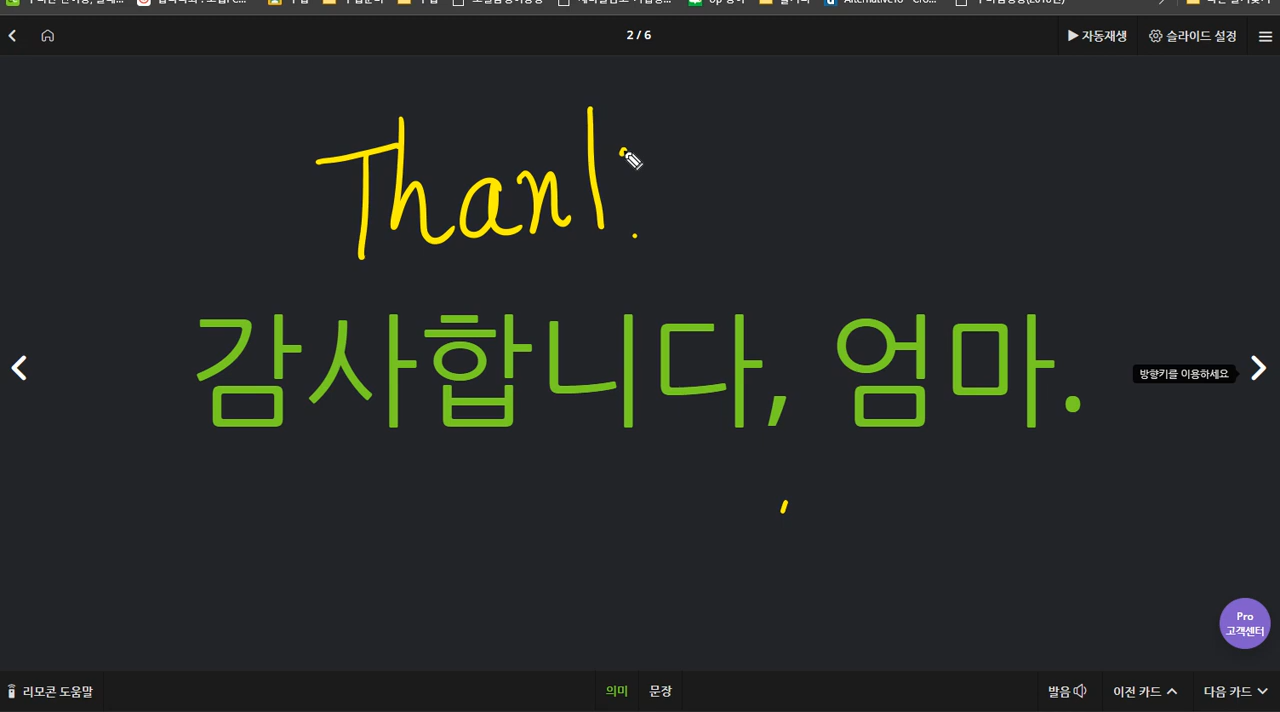 2 / 6
▶ 자동재생
슬라이드 설정
Thanl
감사합니다, 엄마.
방향키를 이용하세요
Pro
고객센터
리모콘 도움말
의미
문장
발음
이전 카드
다음 카드